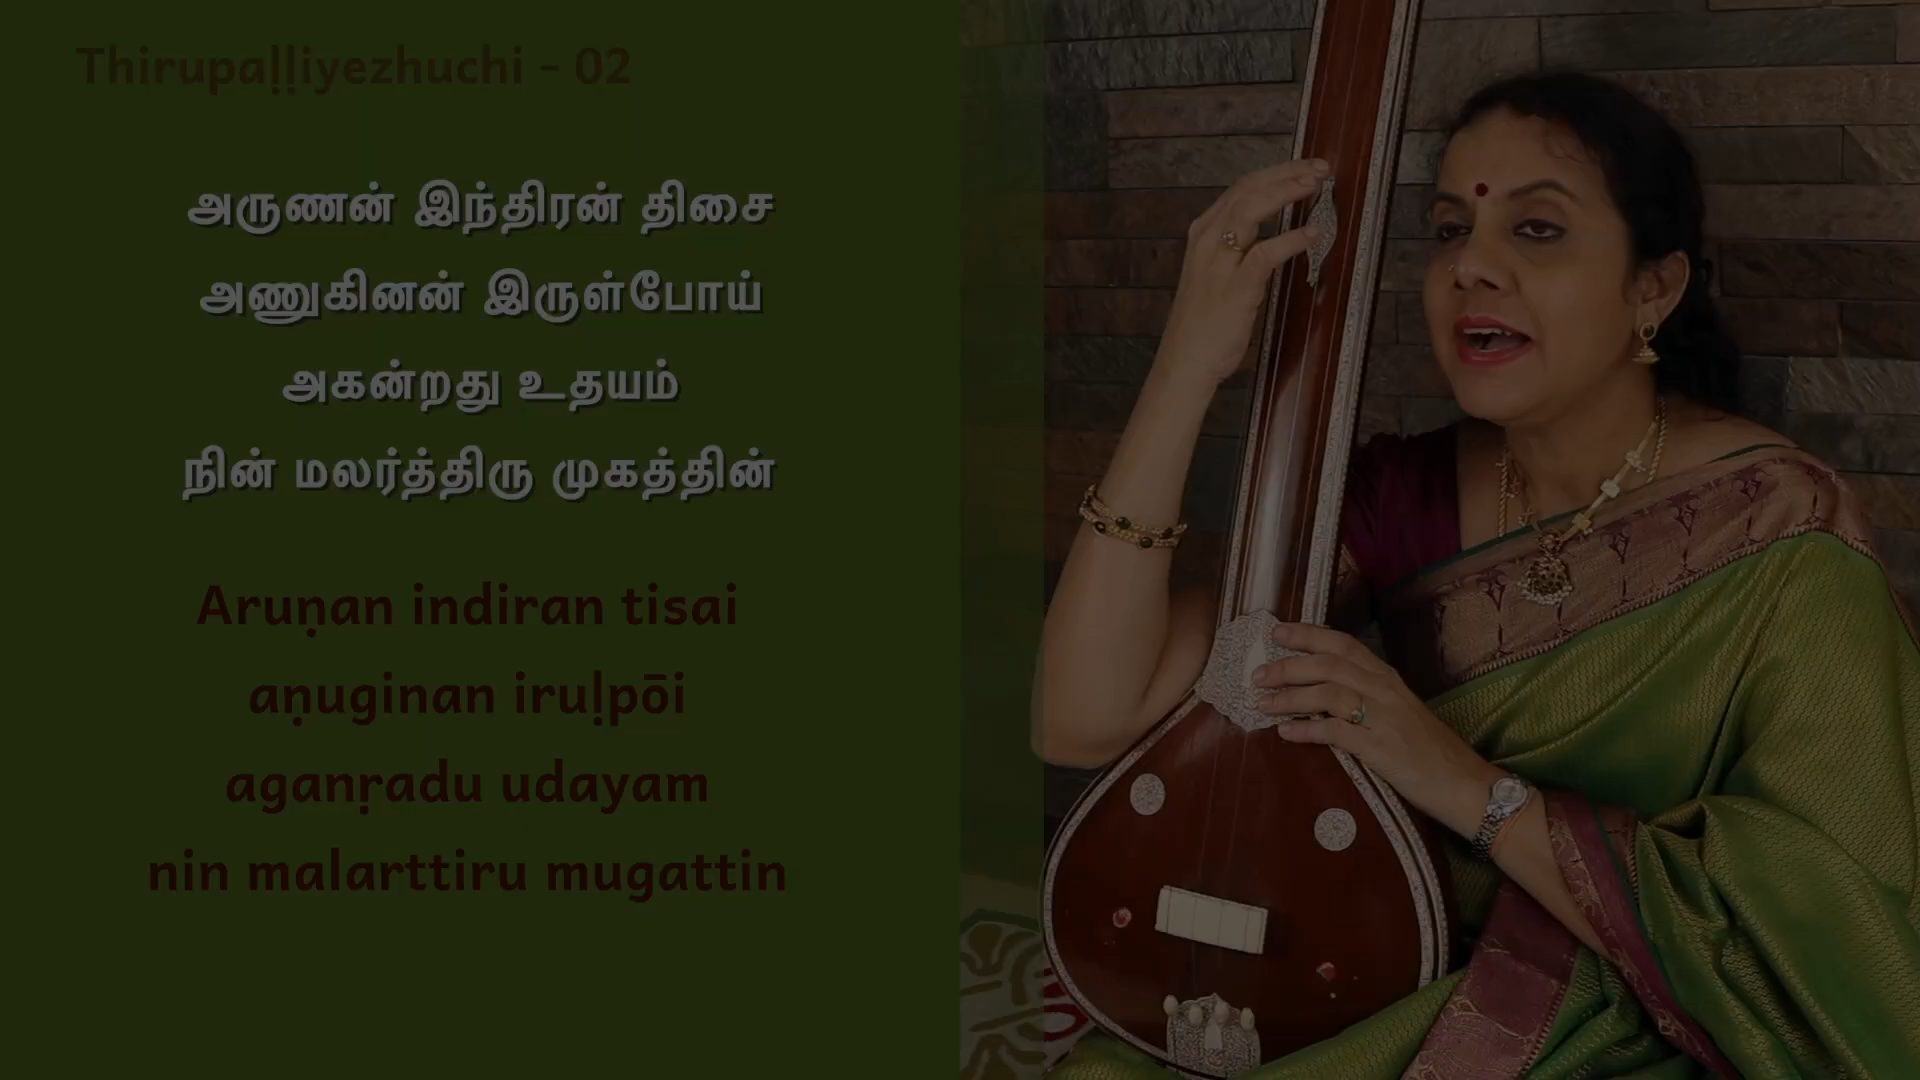 Thirupaḷḷiyezhuchi - 02
அருணன் இந்திரன் திசை
அணுகினன் இருள்போய்
அகன்றது உதயம்
நின் மலர்த்திரு முகத்தின்
Aruṇan indiran tisai
aṇuginan iruḷpōi
aganṛadu udayam
nin malarttiru mugattin